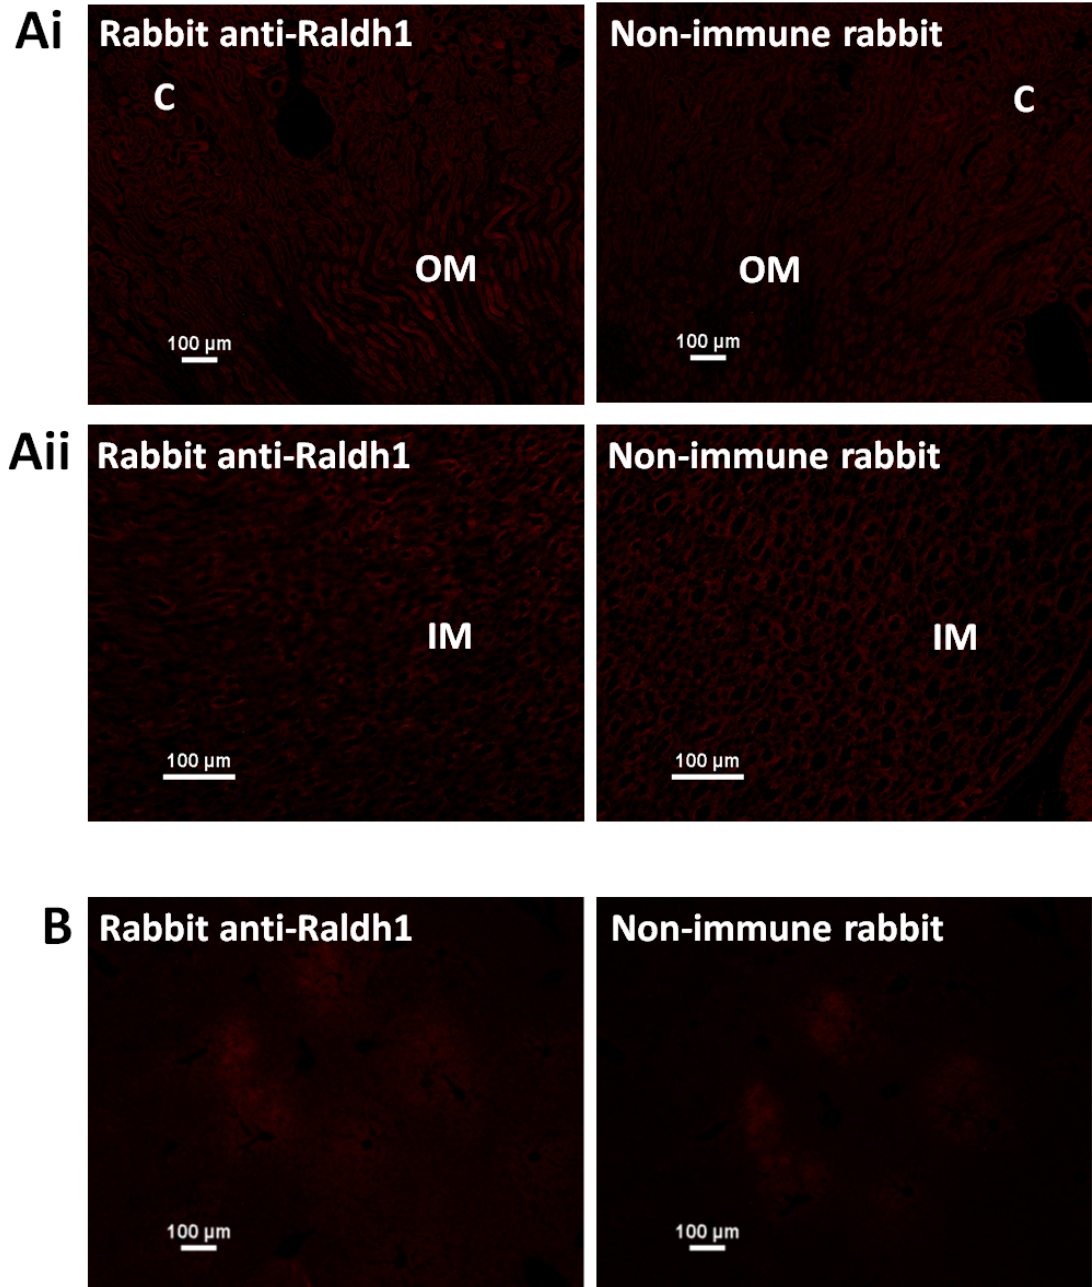 Ai
Rabbit anti-Raldh1
Non-immune rabbit
C
C
OM
OM
100 µm
100 µm
Aii
Rabbit anti-Raldh1
Non-immune rabbit
IM
IM
100 µm
100 µm
B
Rabbit anti-Raldh1
Non-immune rabbit
100 µm
100 µm